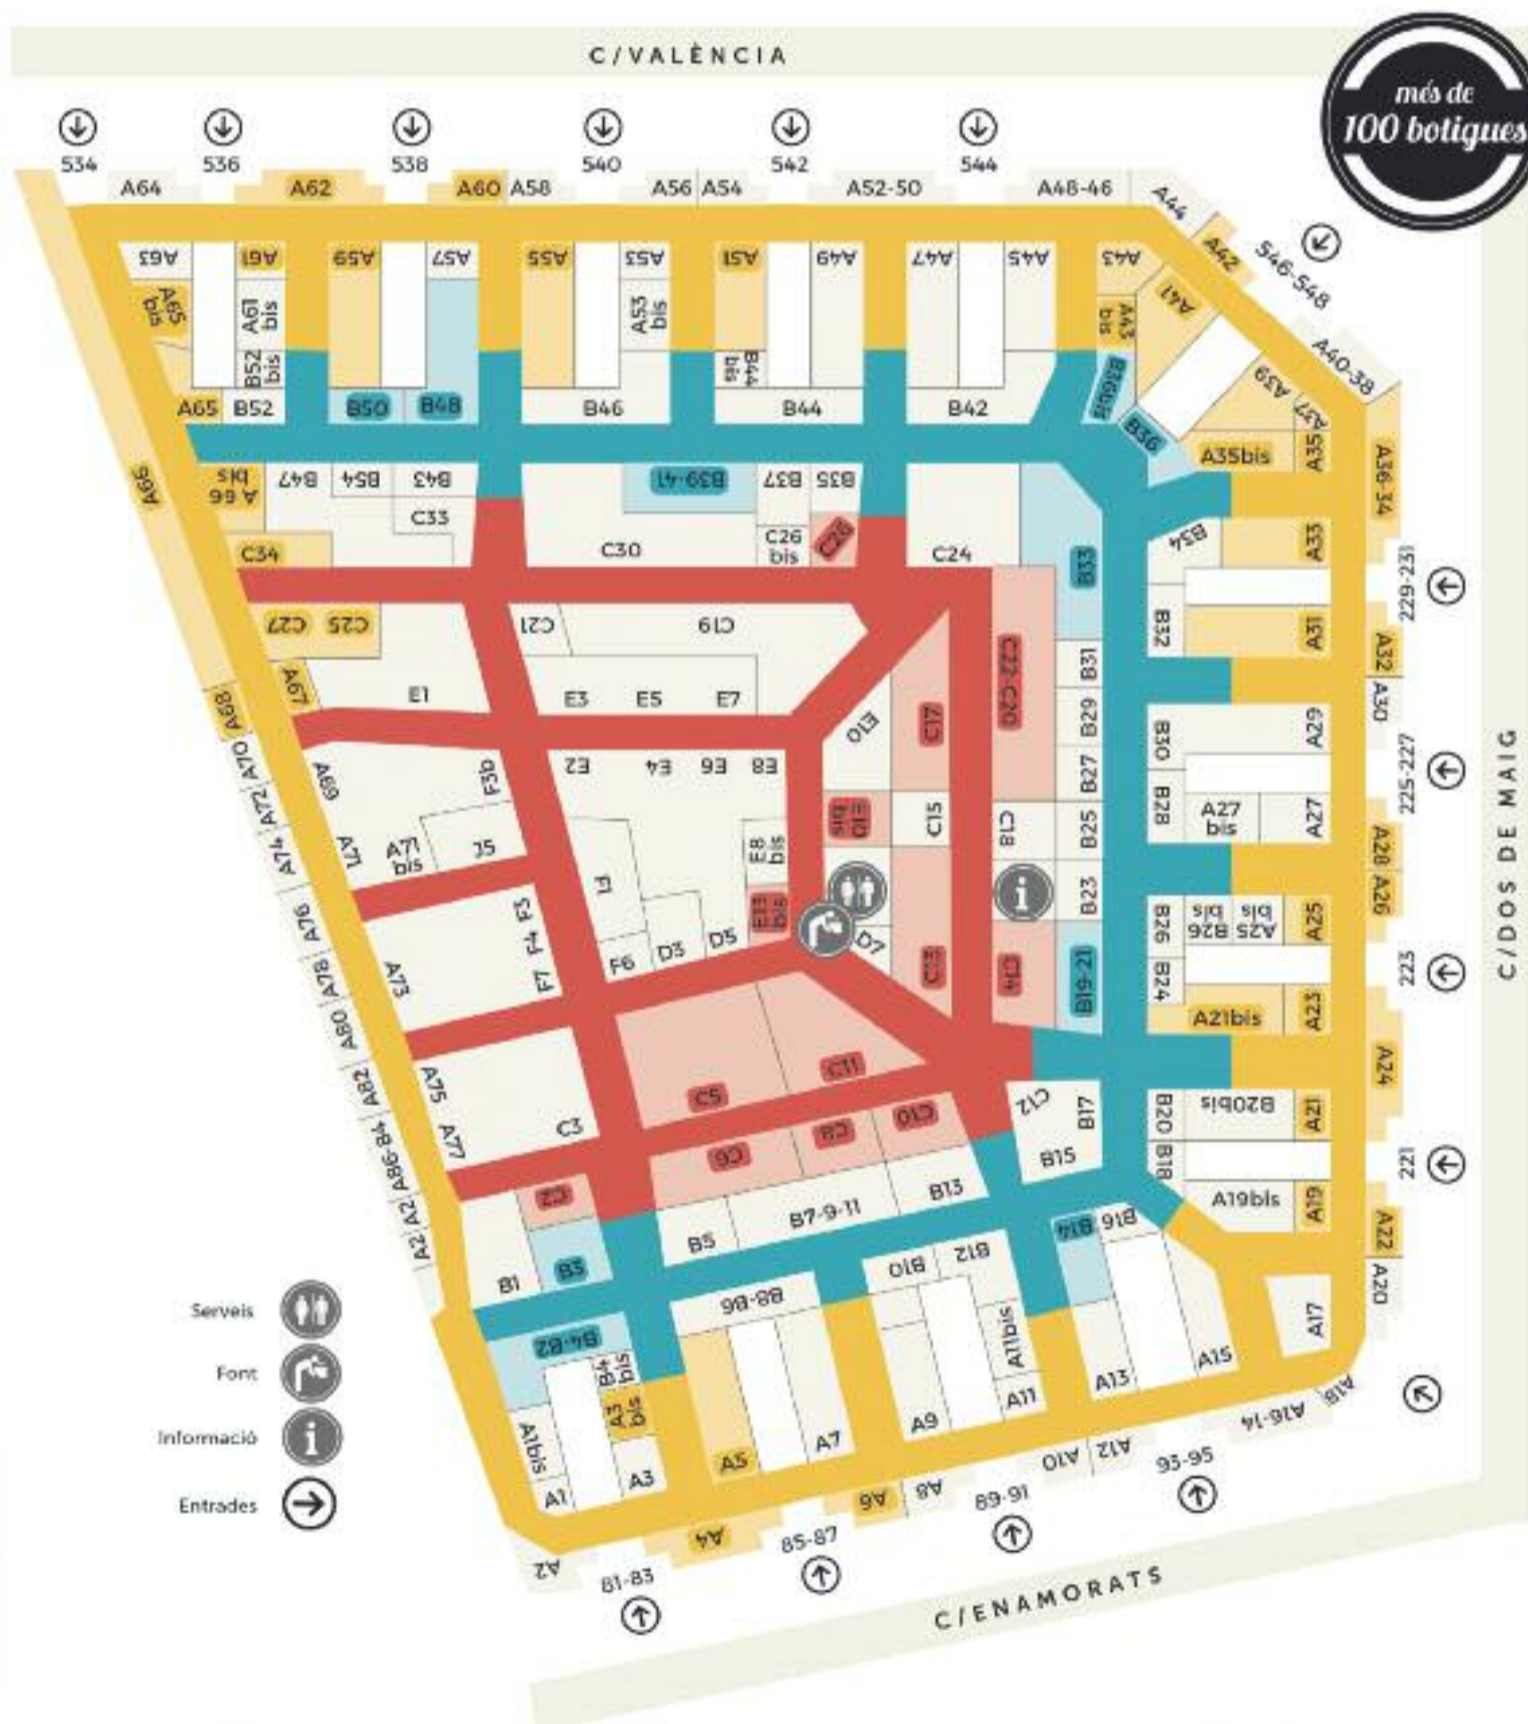 C/VALÈNCIA
més de
100 botigues
534
536
538
540
542
544
A64
A62
A60
A58
A56
A54
A52-50
A48-46
A44
A42
546-548
A40-38
A63
A61
A59
A57
A55
A53
A51
A49
A47
A45
A43
A41
A39
A37
A65
bis
A61
bis
A53
bis
A43
bis
B52
bis
B44
bis
B36bis
B36
A65
B52
B50
B48
B46
B44
B42
A35bis
A35
A36-34
A66
A 66
bis
B47
B54
B43
B39-41
B37
B35
C33
C34
C30
C26
bis
C26
C24
B33
B34
A33
229-231
C27
C25
C21
C19
B32
A31
A32
A67
E1
E3
E5
E7
E10
C17
C22-C20
B31
B29
B27
B30
A29
A30
A68
A70
A72
A74
A76
A78
A80
A82
A86-84
A2
A2
A69
F3b
E2
E4
E6
E8
225-227
C/DOS DE MAIG
A71
A71
bis
J5
E10
bis
C15
C18
B25
B28
A27
bis
A27
A28
E8
bis
B23
A26
F3
F4
F7
F6
D3
D5
E13
bis
D7
C13
C14
B19-21
B26
B26
bis
A25
bis
A25
B24
223
A73
A21bis
A23
A75
A77
C3
C5
C11
C12
B17
B15
A24
B20
B20bis
A21
C6
C8
C10
B18
221
C2
B1
B3
B5
B7-9-11
B13
B14
B16
A19bis
A19
A22
A20
B4-B2
B4
bis
B8-B6
B10
B12
A11bis
A17
A1bis
A3
bis
A1
A3
A5
A7
A9
A11
A13
A15
A18
A16-14
A12
A10
A8
A6
A4
A2
81-83
85-87
89-91
93-95
C/ENAMORATS
Serveis
Font
Informació
Entrades